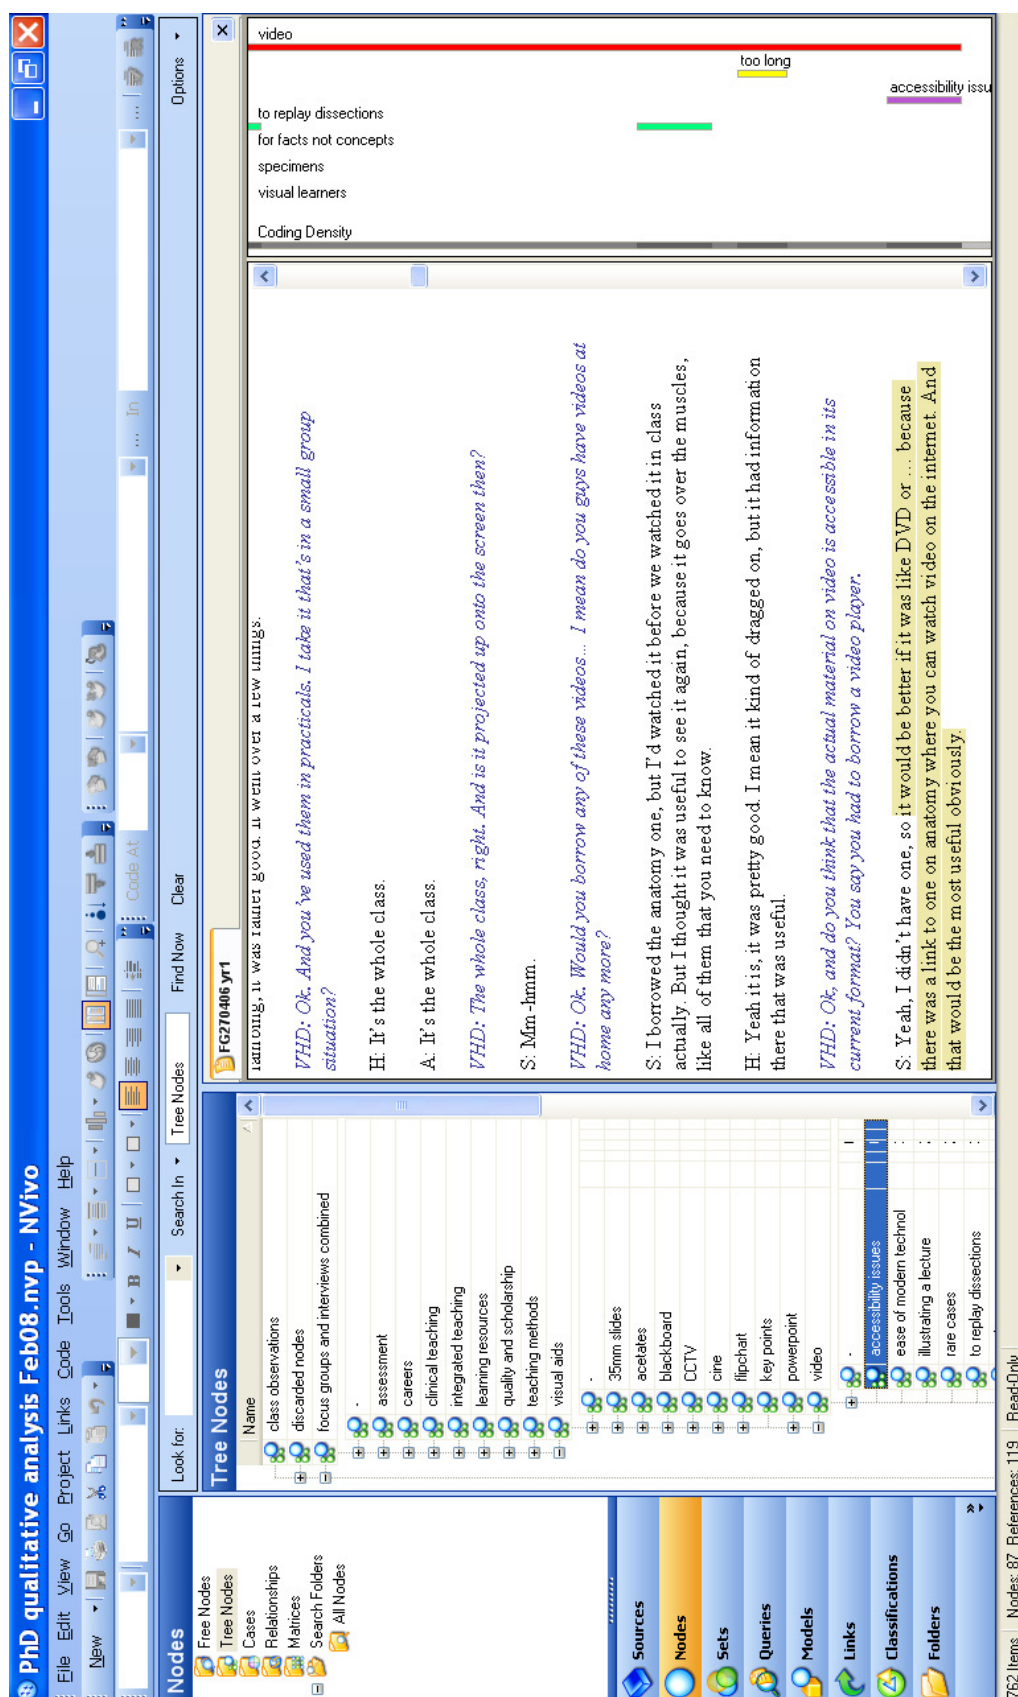 PhD qualitative analysis Feb08.nvp - NVivo
File Edit View Go Project Links Code Tools Window Help
New
B I U
Code At
In
Look for:
Search In
Tree Nodes
Find Now
Clear
Options
Nodes
Free Nodes
Tree Nodes
Cases
Relationships
Matrices
Search Folders
All Nodes
Sources
Nodes
Sets
Queries
Models
Links
Classifications
Folders
Tree Nodes
Name
class observations
discarded nodes
focus groups and interviews combined
-
assessment
careers
clinical teaching
integrated teaching
learning resources
quality and scholarship
teaching methods
visual aids
-
35mm slides
acetates
blackboard
CCTV
cine
flipchart
key points
powerpoint
video
-
accessibility issues
ease of modern technol
illustrating a lecture
rare cases
to replay dissections
FG270406 yr1
long, it was rather good. It went over a few things.
VHD: Ok. And you've used them in practicals. I take it that's in a small group
situation?
H: It's the whole class.
A: It's the whole class.
VHD: The whole class, right. And is it projected up onto the screen then?
S: Mm-hmm.
VHD: Ok. Would you borrow any of these videos... I mean do you guys have videos at
home any more?
S: I borrowed the anatomy one, but I'd watched it before we watched it in class
actually. But I thought it was useful to see it again, because it goes over the muscles,
like all of them that you need to know.
H: Yeah it is, it was pretty good. I mean it kind of dragged on, but it had information
there that was useful.
VHD: Ok, and do you think that the actual material on video is accessible in its
current format? You say you had to borrow a video player.
S: Yeah, I didn't have one, so it would be better if it was like DVD or ... because
there was a link to one on anatomy where you can watch video on the internet. And
that would be the most useful obviously.
video
too long
accessibility issu
to replay dissections
for facts not concepts
specimens
visual learners
Coding Density
762 Items Nodes: 87 References: 119 Read-Only